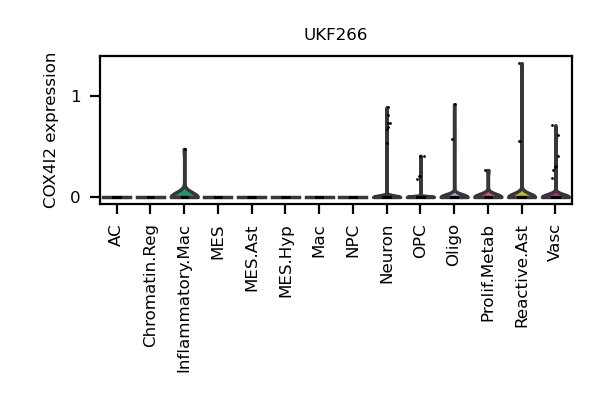 UKF266
COX4I2 expression
1
0
AC
Chromatin.Reg
Inflammatory.Mac
MES
MES.Ast
MES.Hyp
Mac
NPC
Neuron
OPC
Oligo
Prolif.Metab
Reactive.Ast
Vasc